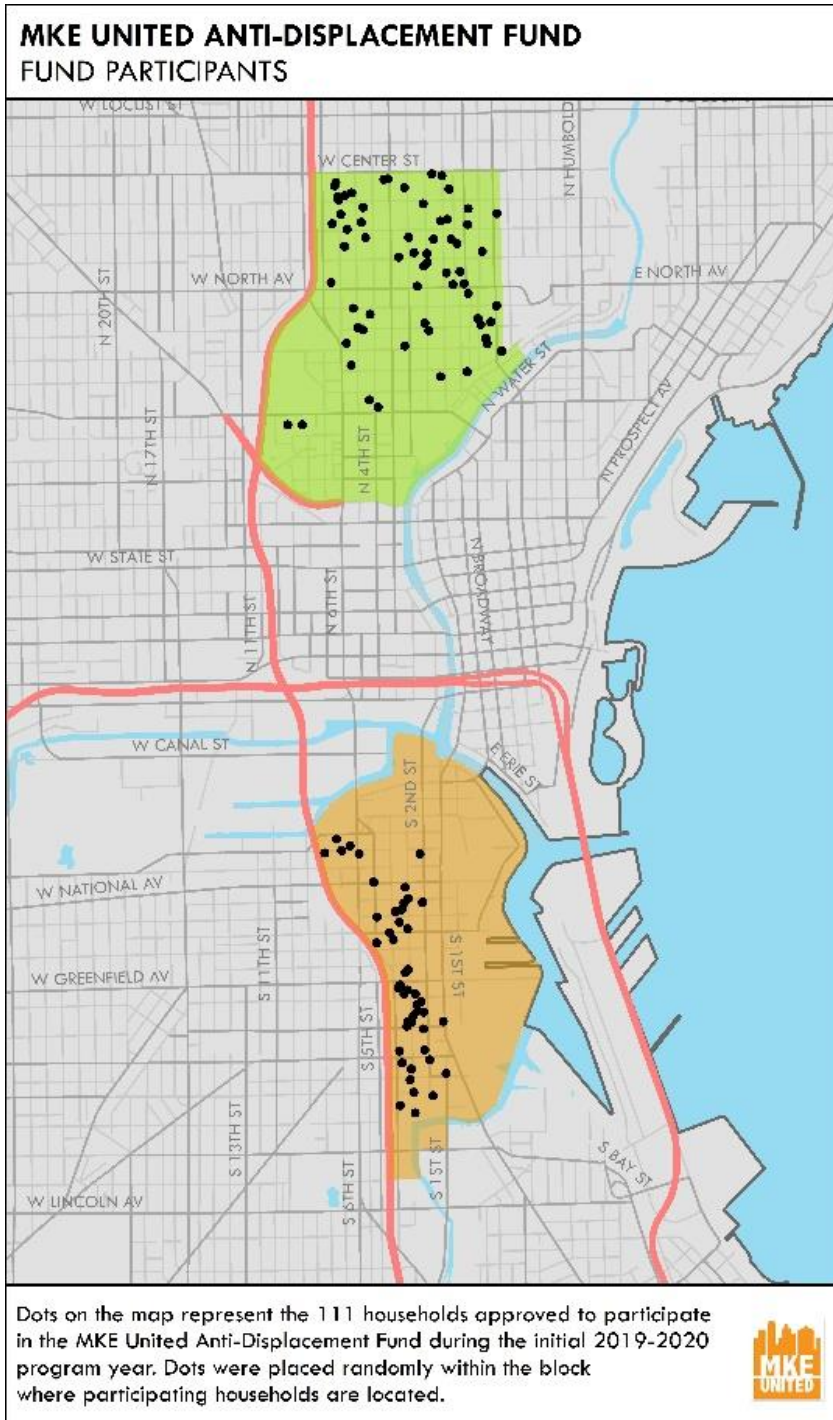 MKE UNITED ANTI-DISPLACEMENT FUND
FUND PARTICIPANTS
W LOCUST ST
N HUMBOLD
W CENTER ST
W NORTH AV
E NORTH AV
N 20TH ST
N WATER ST
N PROSPECT AV
N 17TH ST
N 4TH ST
W STATE ST
N BROADWAY
N 6TH ST
N 11TH ST
W CANAL ST
E ERIE ST
S 2ND ST
W NATIONAL AV
S 11TH ST
S 1ST ST
W GREENFIELD AV
S 5TH ST
S 13TH ST
S BAY ST
S 1ST ST
S 6TH ST
W LINCOLN AV
Dots on the map represent the 111 households approved to participate
in the MKE United Anti-Displacement Fund during the initial 2019-2020
program year. Dots were placed randomly within the block
where participating households are located.
MKE
UNITED